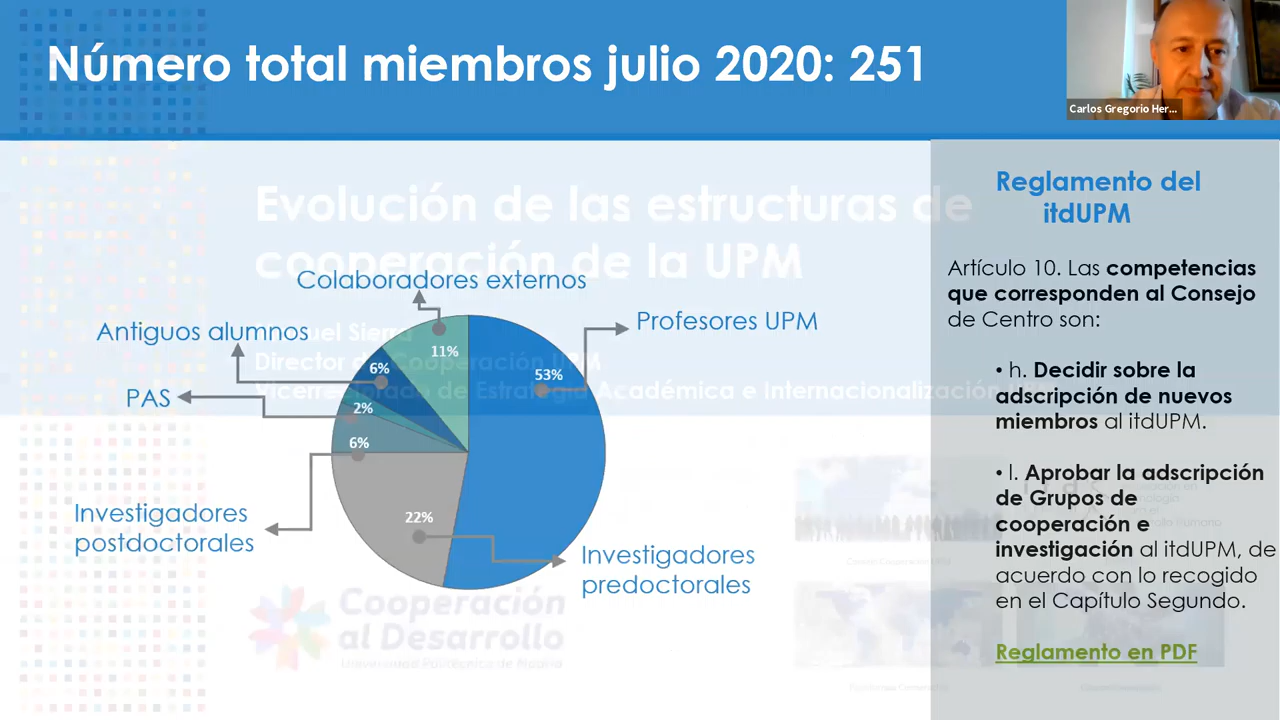 Número total miembros julio 2020: 251
Carlos Gregorio Her...
Evolución de las estructuras de
cooperación de la UPM
Sierra
Director de Cooperación UPM
Vicerrectorado de Estrategia Académica e Internacionalización
Colaboradores externos
Antiguos alumnos
Profesores UPM
PAS
11%
53%
6%
2%
6%
22%
Investigadores
postdoctorales
Investigadores
predoctorales
Cooperación
al Desarrollo
Universidad Politécnica de Madrid
Reglamento del
itdUPM
Artículo 10. Las competencias
que corresponden al Consejo
de Centro son:
• h. Decidir sobre la
adscripción de nuevos
miembros al itdUPM.
• l. Aprobar la adscripción
de Grupos de
cooperación e
investigación al itdUPM, de
acuerdo con lo recogido
en el Capítulo Segundo.
Reglamento en PDF